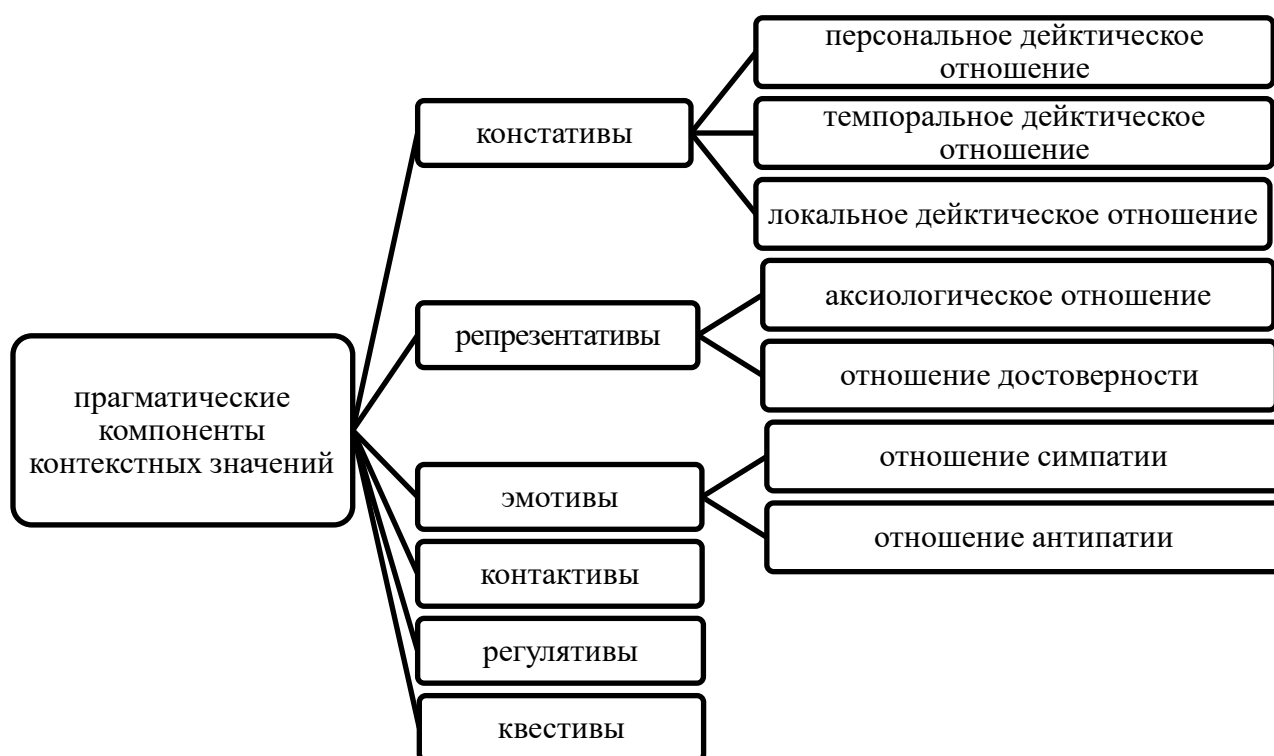 прагматические
компоненты
контекстных значений
констативы
персональное дейктическое
отношение
темпоральное дейктическое
отношение
локальное дейктическое отношение
репрезентативы
аксиологическое отношение
отношение достоверности
эмотивы
отношение симпатии
отношение антипатии
контактивы
регулятивы
квестивы